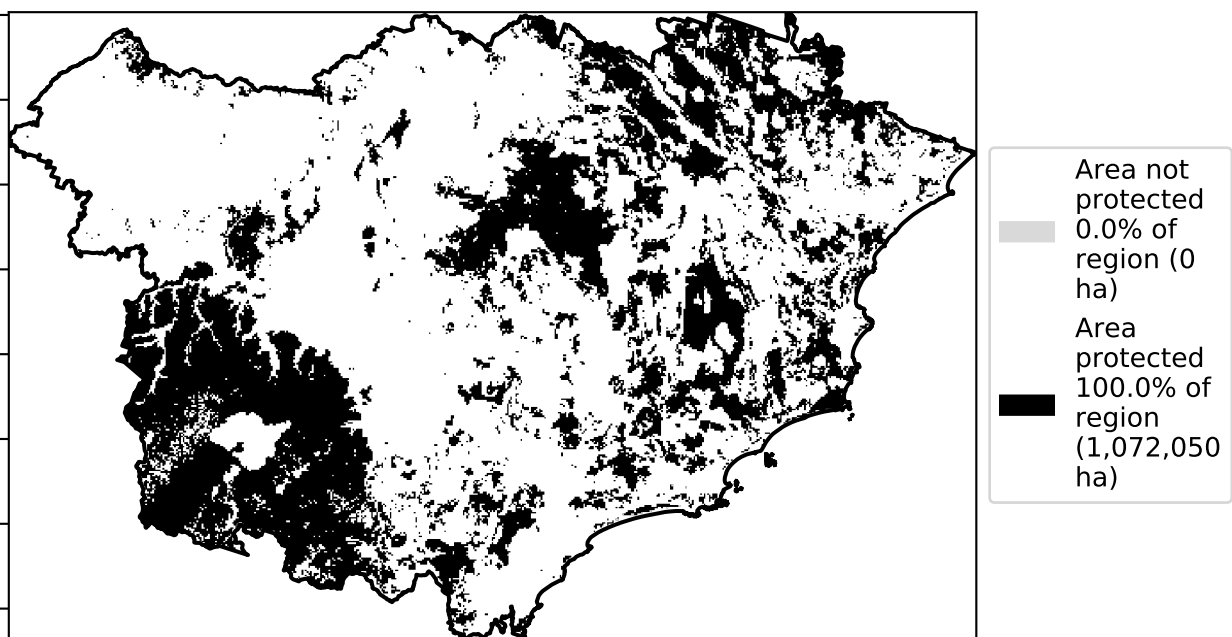 Area not
protected
0.0% of
region (0
ha)
Area
protected
100.0% of
region
(1,072,050
ha)